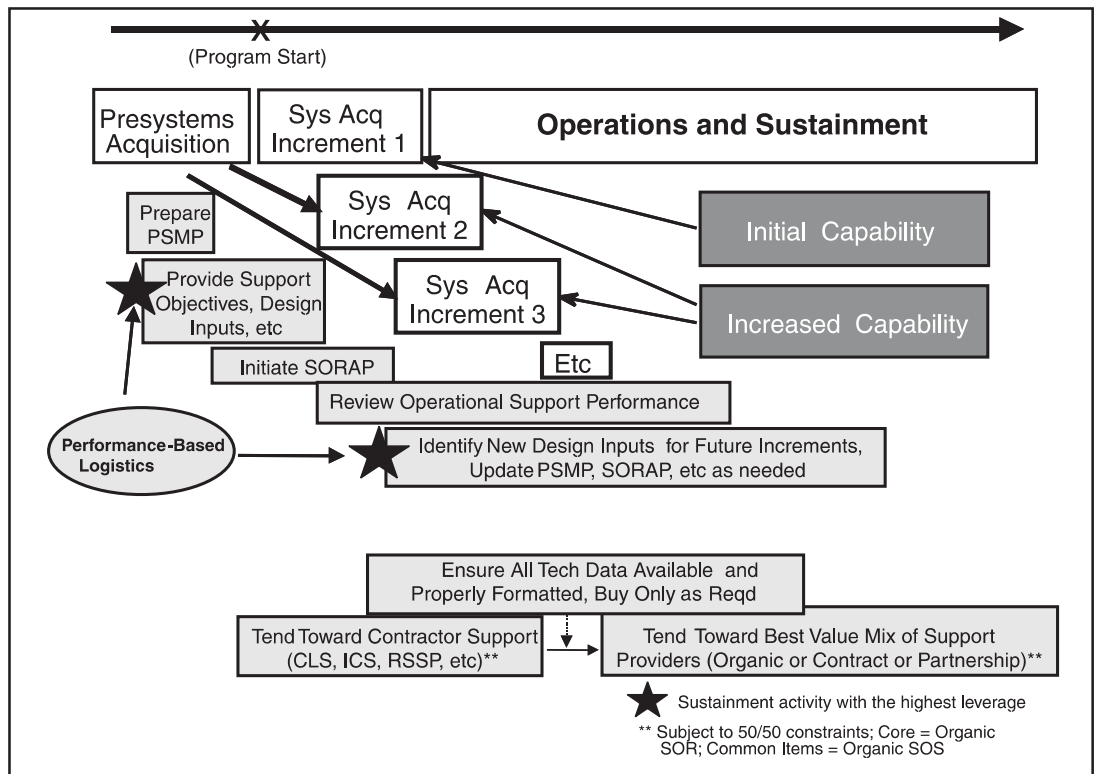 X
(Program Start)
Presystems
Acquisition
Sys Acq
Increment 1
Operations and Sustainment
Sys Acq
Increment 2
Prepare
PSMP
Initial Capability
Provide Support
Objectives, Design
Inputs, etc
Sys Acq
Increment 3
Increased Capability
Initiate SORAP
Etc
Review Operational Support Performance
Performance-Based
Logistics
Identify New Design Inputs for Future Increments,
Update PSMP, SORAP, etc as needed
Ensure All Tech Data Available and
Properly Formatted, Buy Only as Reqd
Tend Toward Contractor Support
(CLS, ICS, RSSP, etc)**
Tend Toward Best Value Mix of Support
Providers (Organic or Contract or Partnership)**
Sustainment activity with the highest leverage
** Subject to 50/50 constraints; Core = Organic
SOR; Common Items = Organic SOS